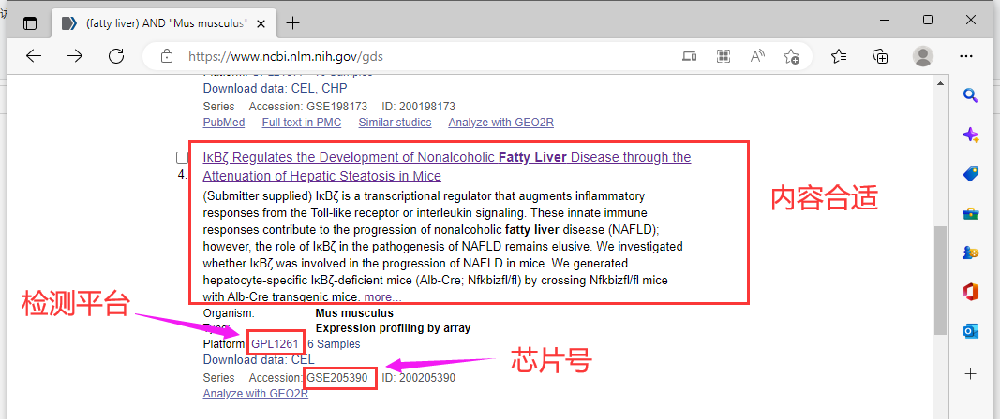 (fatty liver) AND "Mus musculus"
https://www.ncbi.nlm.nih.gov/gds
Download data: CEL, CHP
Series Accession: GSE198173 ID: 200198173
PubMed Full text in PMC Similar studies Analyze with GEO2R
4.
IκBζ Regulates the Development of Nonalcoholic Fatty Liver Disease through the
Attenuation of Hepatic Steatosis in Mice
(Submitter supplied) IκBζ is a transcriptional regulator that augments inflammatory
responses from the Toll-like receptor or interleukin signaling. These innate immune
responses contribute to the progression of nonalcoholic fatty liver disease (NAFLD);
however, the role of IκBζ in the pathogenesis of NAFLD remains elusive. We investigated
whether IκBζ was involved in the progression of NAFLD in mice. We generated
hepatocyte-specific IκBζ-deficient mice (Alb-Cre; Nfkbizfl/fl) by crossing Nfkbizfl/fl mice
with Alb-Cre transgenic mice. more...
内容合适
检测平台
Organism: Mus musculus
Type: Expression profiling by array
Platform: GPL1261 6 Samples
Download data: CEL
芯片号
Series Accession: GSE205390 ID: 200205390
Analyze with GEO2R